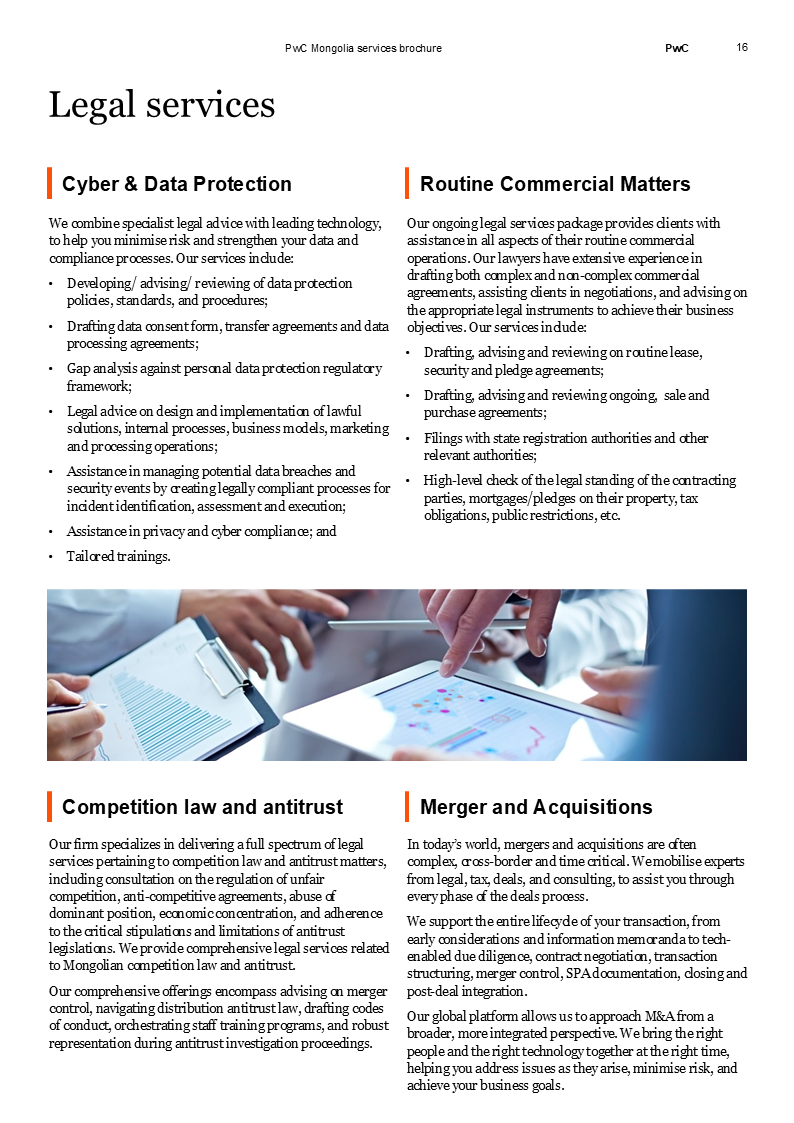 PwC Mongolia services brochure
PwC
16
Legal services
Cyber & Data Protection
We combine specialist legal advice with leading technology,
to help you minimise risk and strengthen your data and
compliance processes. Our services include:
• Developing/ advising/ reviewing of data protection
policies, standards, and procedures;
• Drafting data consent form, transfer agreements and data
processing agreements;
• Gap analysis against personal data protection regulatory
framework;
• Legal advice on design and implementation of lawful
solutions, internal processes, business models, marketing
and processing operations;
• Assistance in managing potential data breaches and
security events by creating legally compliant processes for
incident identification, assessment and execution;
• Assistance in privacy and cyber compliance; and
• Tailored trainings.
Routine Commercial Matters
Our ongoing legal services package provides clients with
assistance in all aspects of their routine commercial
operations. Our lawyers have extensive experience in
drafting both complex and non-complex commercial
agreements, assisting clients in negotiations, and advising on
the appropriate legal instruments to achieve their business
objectives. Our services include:
• Drafting, advising and reviewing on routine lease,
security and pledge agreements;
• Drafting, advising and reviewing ongoing, sale and
purchase agreements;
• Filings with state registration authorities and other
relevant authorities;
• High-level check of the legal standing of the contracting
parties, mortgages/pledges on their property, tax
obligations, public restrictions, etc.
Competition law and antitrust
Our firm specializes in delivering a full spectrum of legal
services pertaining to competition law and antitrust matters,
including consultation on the regulation of unfair
competition, anti-competitive agreements, abuse of
dominant position, economic concentration, and adherence
to the critical stipulations and limitations of antitrust
legislations. We provide comprehensive legal services related
to Mongolian competition law and antitrust.
Our comprehensive offerings encompass advising on merger
control, navigating distribution antitrust law, drafting codes
of conduct, orchestrating staff training programs, and robust
representation during antitrust investigation proceedings.
Merger and Acquisitions
In today's world, mergers and acquisitions are often
complex, cross-border and time critical. We mobilise experts
from legal, tax, deals, and consulting, to assist you through
every phase of the deals process.
We support the entire lifecycle of your transaction, from
early considerations and information memoranda to tech-
enabled due diligence, contract negotiation, transaction
structuring, merger control, SPA documentation, closing and
post-deal integration.
Our global platform allows us to approach M&A from a
broader, more integrated perspective. We bring the right
people and the right technology together at the right time,
helping you address issues as they arise, minimise risk, and
achieve your business goals.